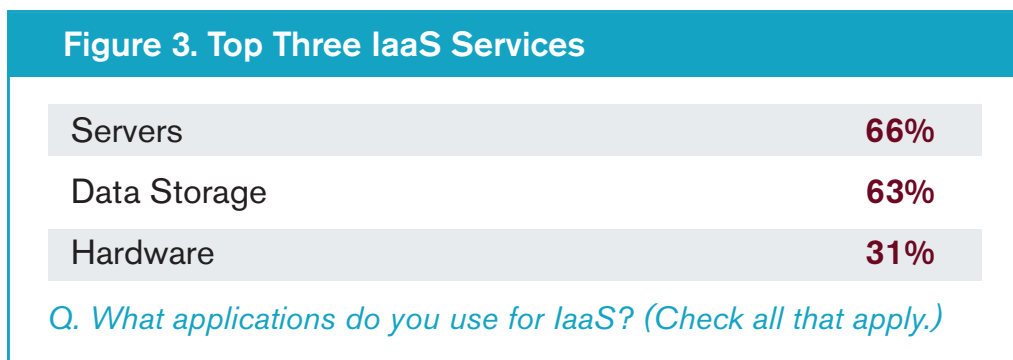 Figure 3. Top Three IaaS Services
Servers 66%
Data Storage 63%
Hardware 31%
Q. What applications do you use for IaaS? (Check all that apply.)